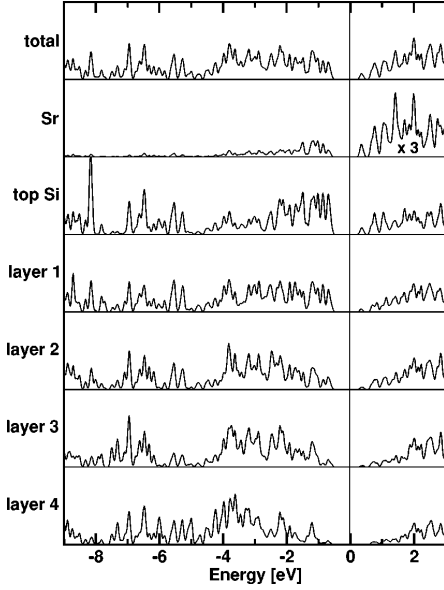 total
Sr
x 3
top Si
layer 1
layer 2
layer 3
layer 4
-8 -6 -4 -2 0 2
Energy [eV]